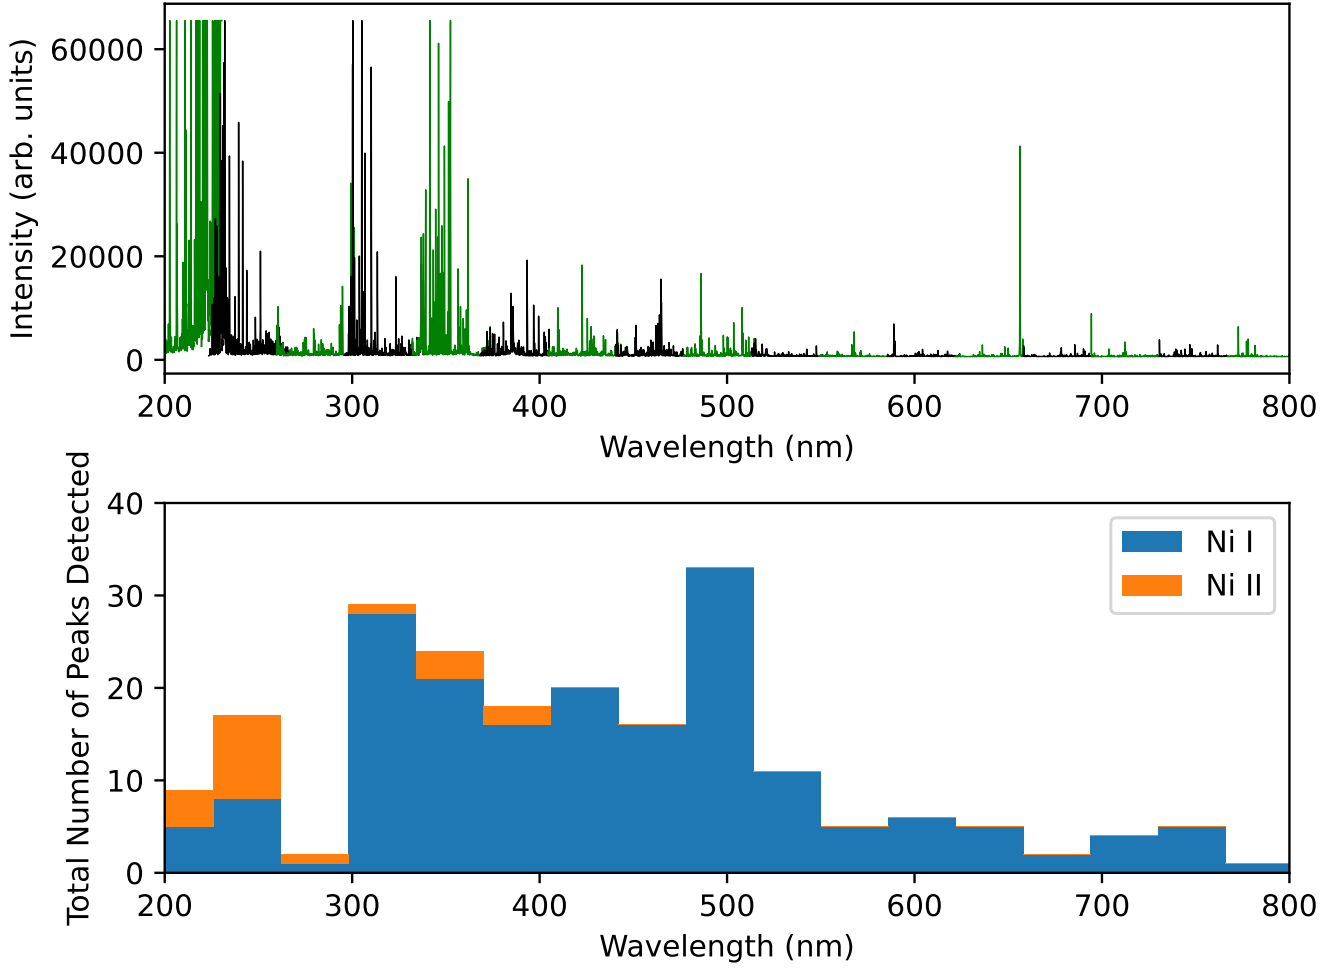 Intensity (arb. units)
60000
40000
20000
0
200 300 400 500 600 700 800
Wavelength (nm)
Total Number of Peaks Detected
40
30
20
10
0
Ni I
Ni II
200 300 400 500 600 700 800
Wavelength (nm)